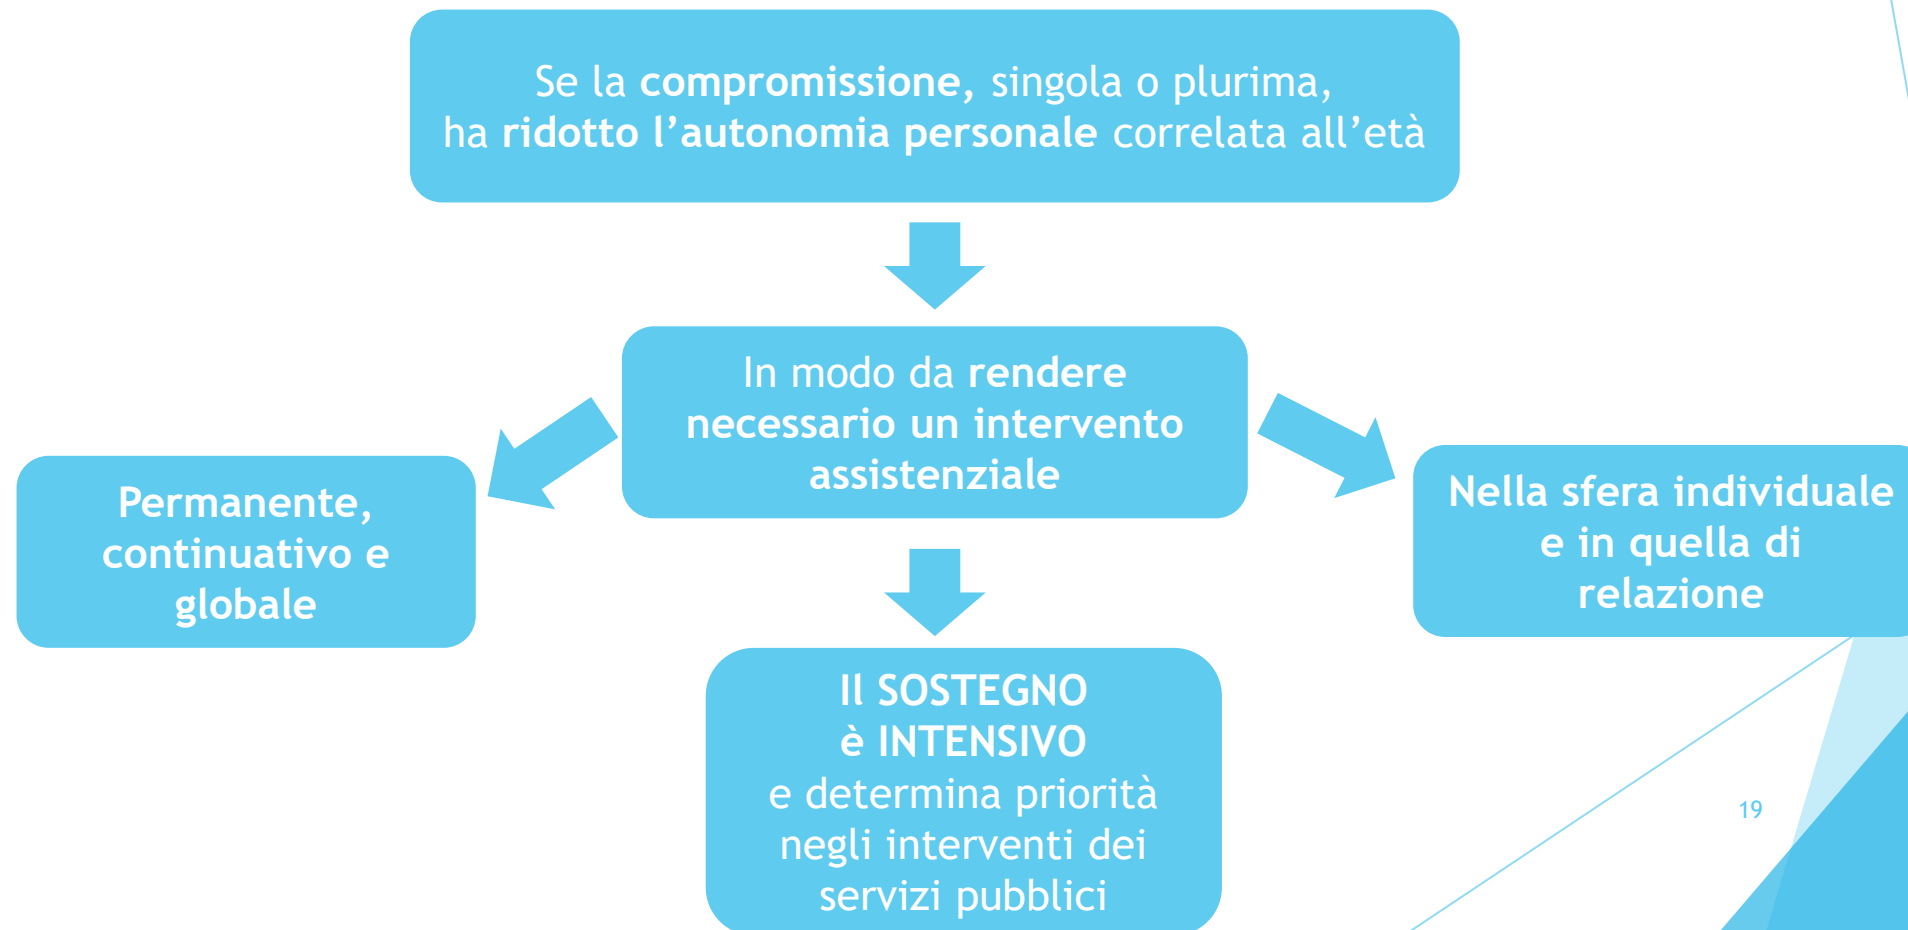 Se la compromissione, singola o plurima,
ha ridotto l’autonomia personale correlata all’età
In modo da rendere
necessario un intervento
assistenziale
Permanente,
continuativo e
globale
Nella sfera individuale
e in quella di
relazione
Il SOSTEGNO
è INTENSIVO
e determina priorità
negli interventi dei
servizi pubblici
19